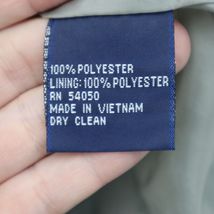 100% POLYESTER
LINING: 100% POLYESTER
RN 54050
MADE IN VIETNAM
DRY CLEAN